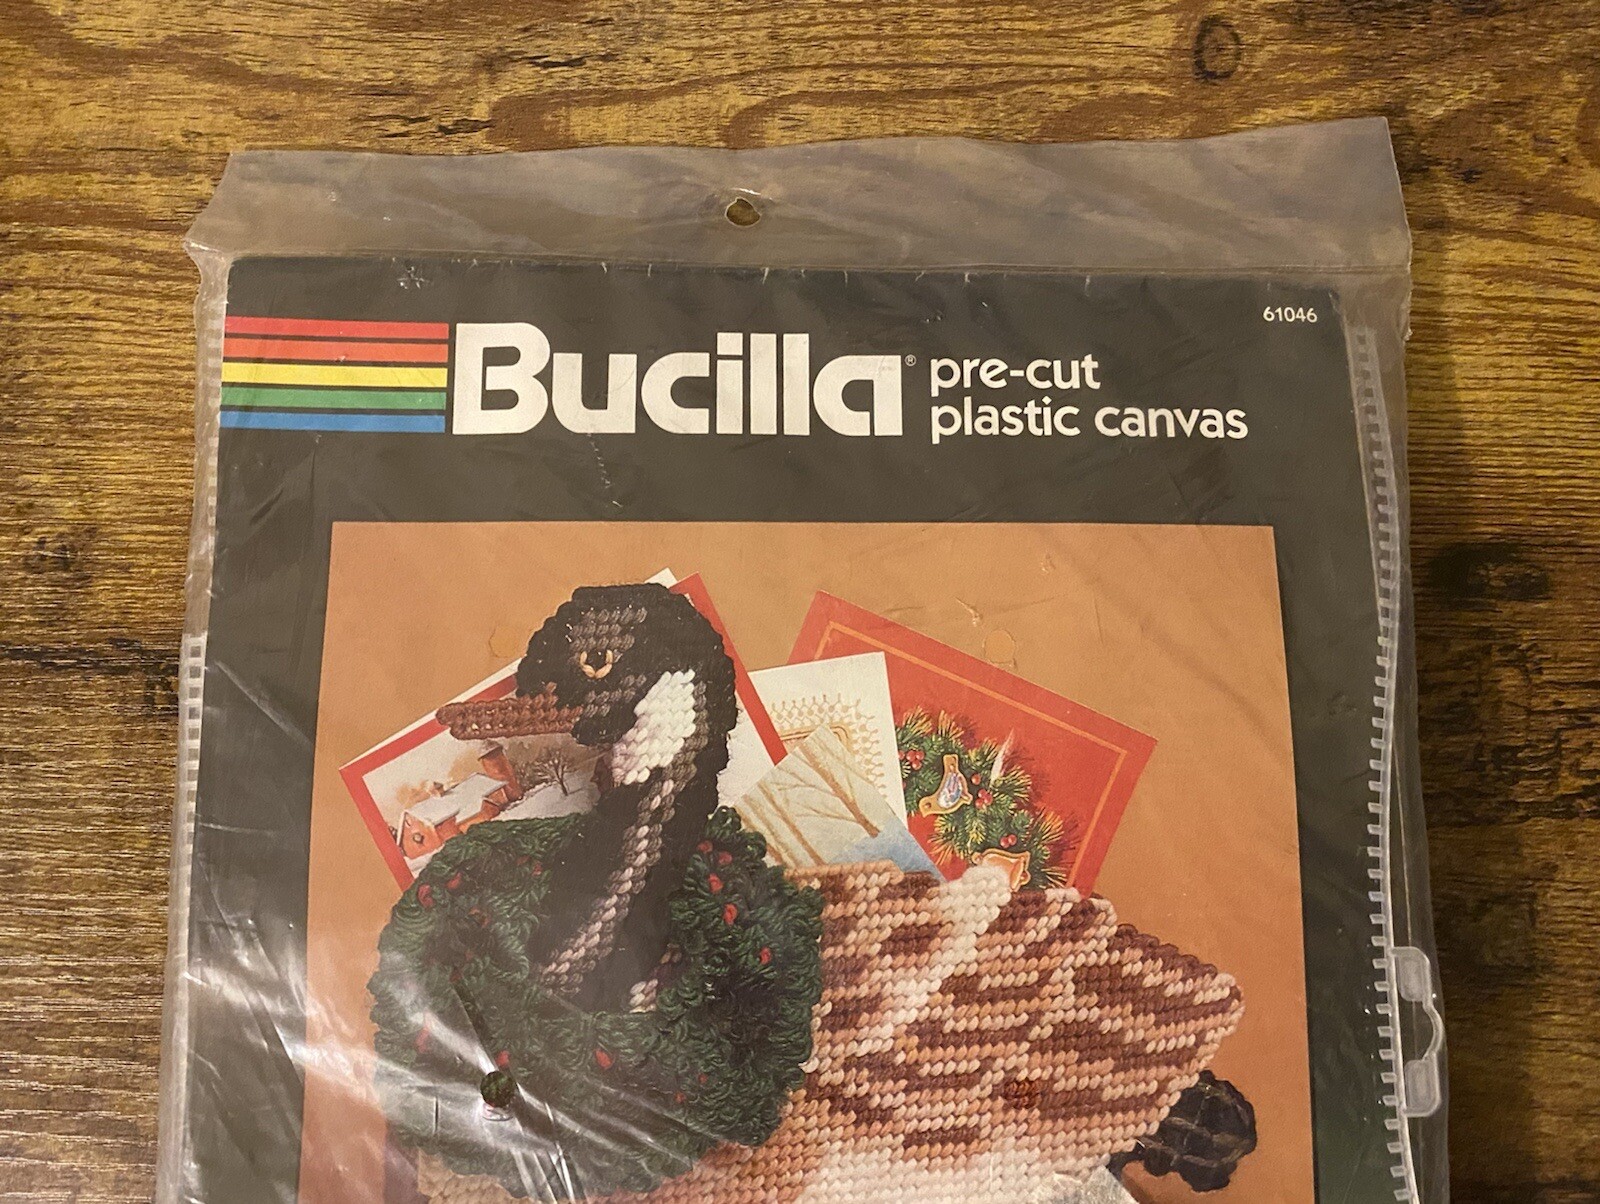 61046
Bucilla® pre-cut
plastic canvas